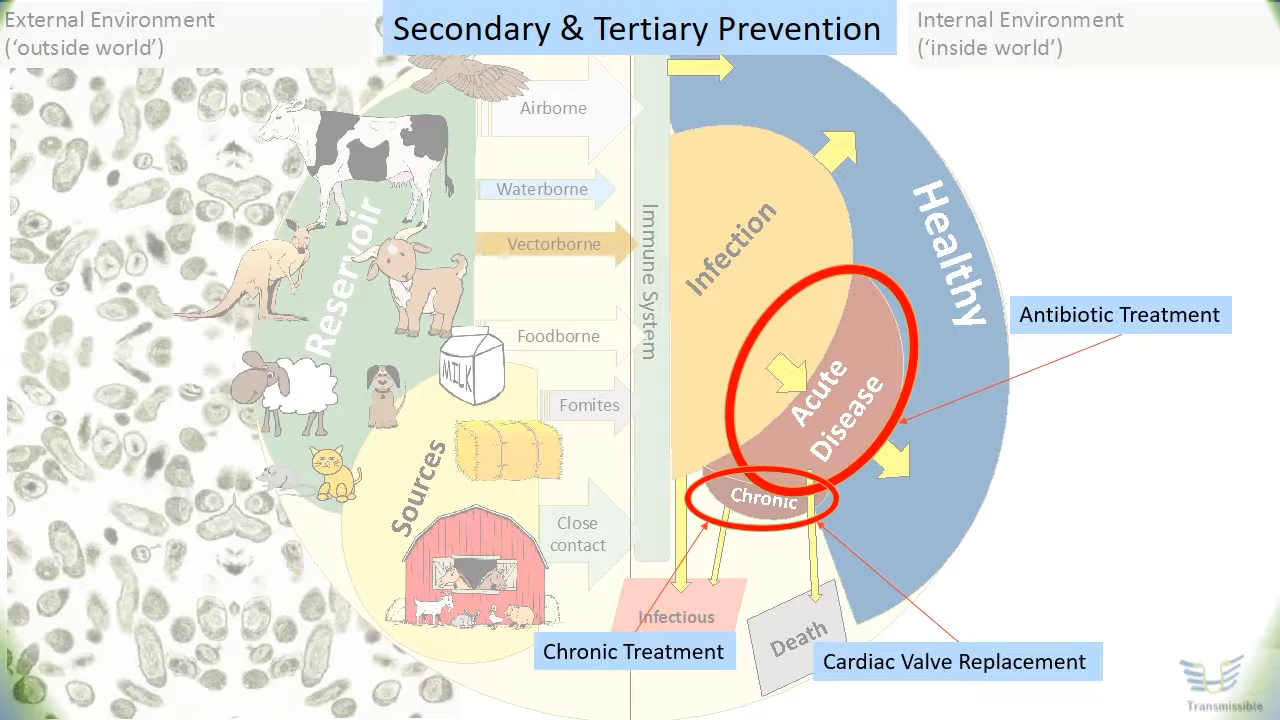 External Environment
(‘outside world’)
Secondary & Tertiary Prevention
Internal Environment
(‘inside world’)
Airborne
Waterborne
Vectorborne
Foodborne
Fomites
Close
contact
Reservoir
MILK
Sources
Immune System
Infection
Healthy
Acute
Disease
Chronic
Antibiotic Treatment
Infectious
Death
Chronic Treatment
Cardiac Valve Replacement
Transmissible